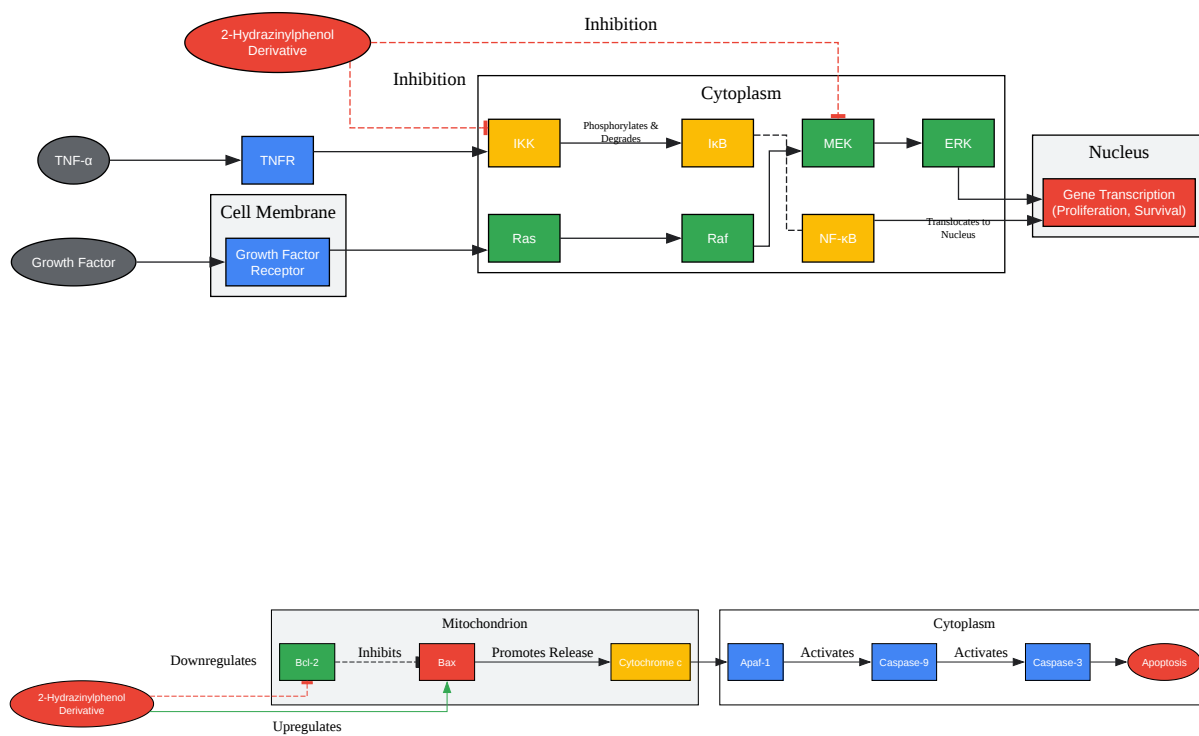 Inhibition
2-Hydrazinylphenol
Derivative
Inhibition
Cytoplasm
TNF-α
TNFR
IKK
Phosphorylates &
Degrades
IκB
MEK
ERK
Nucleus
Gene Transcription
(Proliferation, Survival)
Cell Membrane
Growth Factor
Growth Factor
Receptor
Ras
Raf
NF-κB
Translocates to
Nucleus
Mitochondrion
Cytoplasm
Downregulates
Bcl-2
Inhibits
Bax
Promotes Release
Cytochrome c
Apaf-1
Activates
Caspase-9
Activates
Caspase-3
Apoptosis
2-Hydrazinylphenol
Derivative
Upregulates